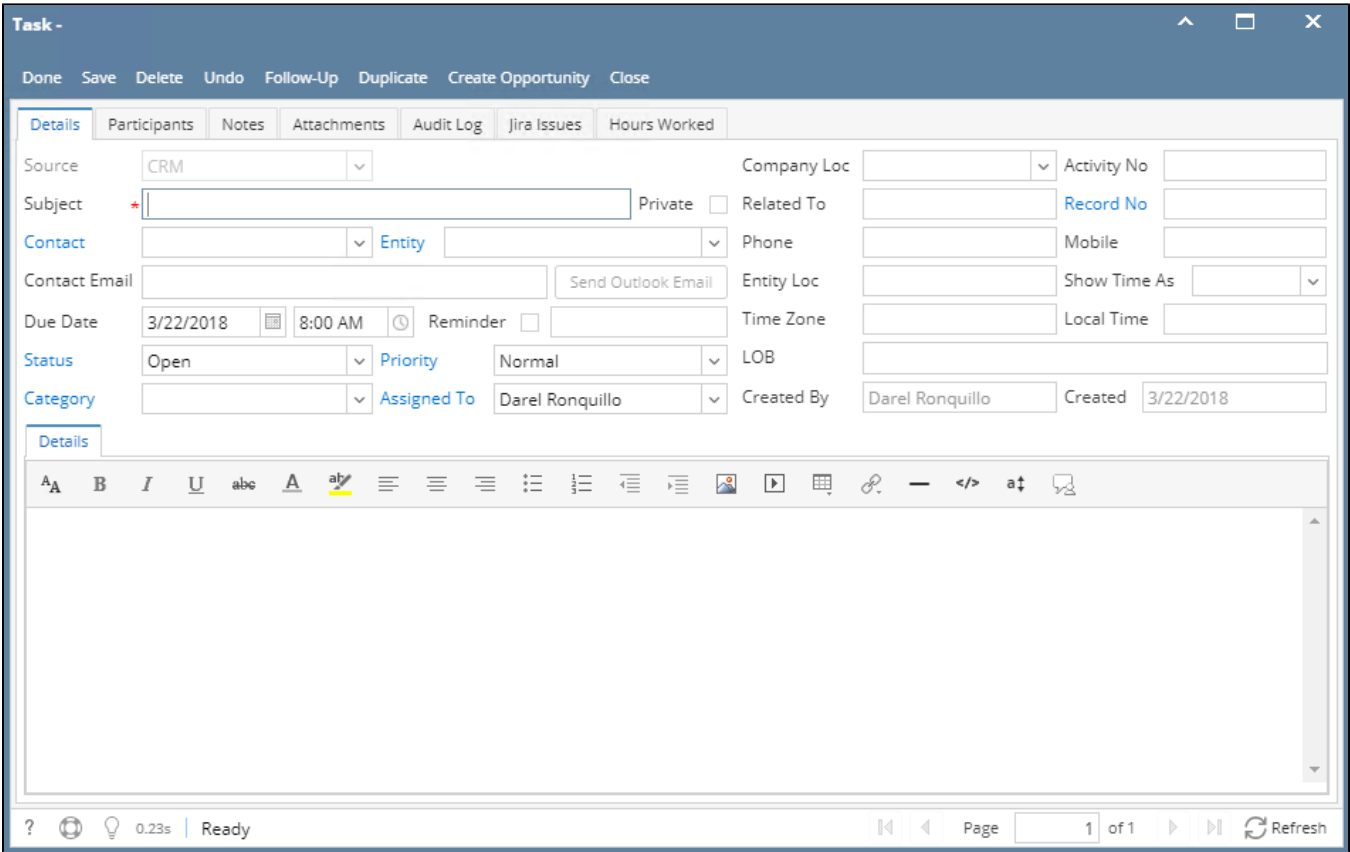 Task -
Done Save Delete Undo Follow-Up Duplicate Create Opportunity Close
Details Participants Notes Attachments Audit Log Jira Issues Hours Worked
Source CRM Company Loc Activity No
Subject * Private Related To Record No
Contact Entity Phone Mobile
Contact Email Send Outlook Email Entity Loc Show Time As
Due Date 3/22/2018 8:00 AM Reminder Time Zone Local Time
Status Open Priority Normal LOB
Category Assigned To Darel Ronquillo Created By Darel Ronquillo Created 3/22/2018
Details
AA B I U abc A ab </> a
? 0.23s Ready Page 1 of 1 Refresh